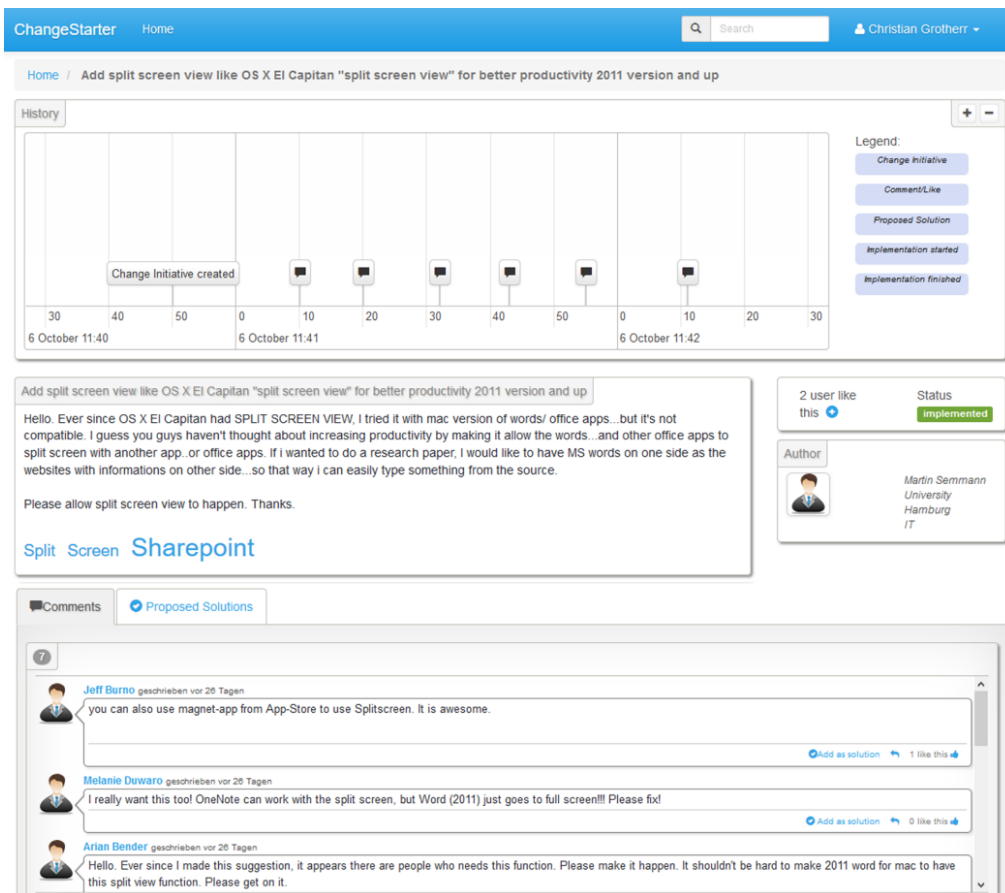 ChangeStarter Home Search Christian Grotherr
Home / Add split screen view like OS X El Capitan "split screen view" for better productivity 2011 version and up
History
Legend:
Change Initiative
Comment/Like
Proposed Solution
Implementation started
Implementation finished
Change Initiative created
30 40 50 0 10 20 30 40 50 0 10 20 30
6 October 11:40 6 October 11:41 6 October 11:42
Add split screen view like OS X El Capitan "split screen view" for better productivity 2011 version and up
Hello. Ever since OS X El Capitan had SPLIT SCREEN VIEW, I tried it with mac version of words/ office apps...but it's not
compatible. I guess you guys haven't thought about increasing productivity by making it allow the words...and other office apps to
split screen with another app..or office apps. If i wanted to do a research paper, I would like to have MS words on one side as the
websites with informations on other side...so that way i can easily type something from the source.
Please allow split screen view to happen. Thanks.
Split Screen Sharepoint
2 user like
this
Status
implemented
Author
Martin Semmann
University
Hamburg
IT
Comments Proposed Solutions
7
Jeff Burno geschrieben vor 26 Tagen
you can also use magnet-app from App-Store to use Splitscreen. It is awesome.
Add as solution 1 like this
Melanie Duwaro geschrieben vor 26 Tagen
I really want this too! OneNote can work with the split screen, but Word (2011) just goes to full screen!!! Please fix!
Add as solution 0 like this
Arian Bender geschrieben vor 26 Tagen
Hello. Ever since I made this suggestion, it appears there are people who needs this function. Please make it happen. It shouldn't be hard to make 2011 word for mac to have
this split view function. Please get on it.